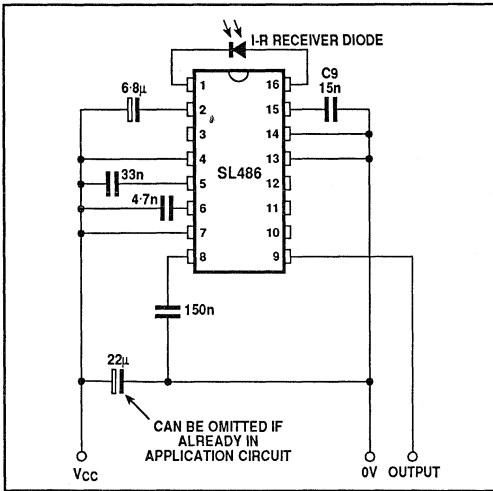 I-R RECEIVER DIODE
C9
15n
6·8µ
1
16
2
15
3
14
4
13
33n
5
SL486
12
4·7n
6
11
7
10
8
9
150n
22µ
CAN BE OMITTED IF
ALREADY IN
APPLICATION CIRCUIT
VCC
0V
OUTPUT